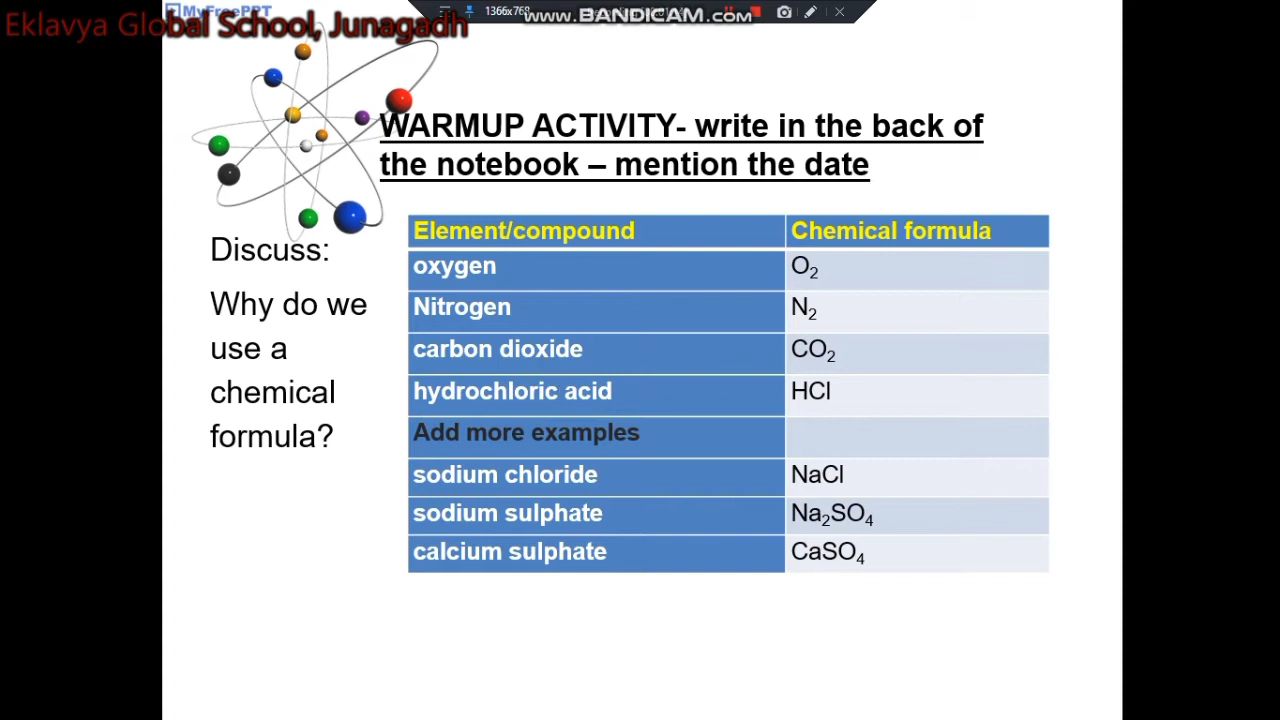 MyFreePPT
Eklavya Global School, Junagadh
1366x768
www.BANDICAM.com
WARMUP ACTIVITY- write in the back of
the notebook – mention the date
Discuss:
Why do we
use a
chemical
formula?
Element/compound Chemical formula
oxygen O₂
Nitrogen N₂
carbon dioxide CO₂
hydrochloric acid HCl
Add more examples
sodium chloride NaCl
sodium sulphate Na₂SO₄
calcium sulphate CaSO₄